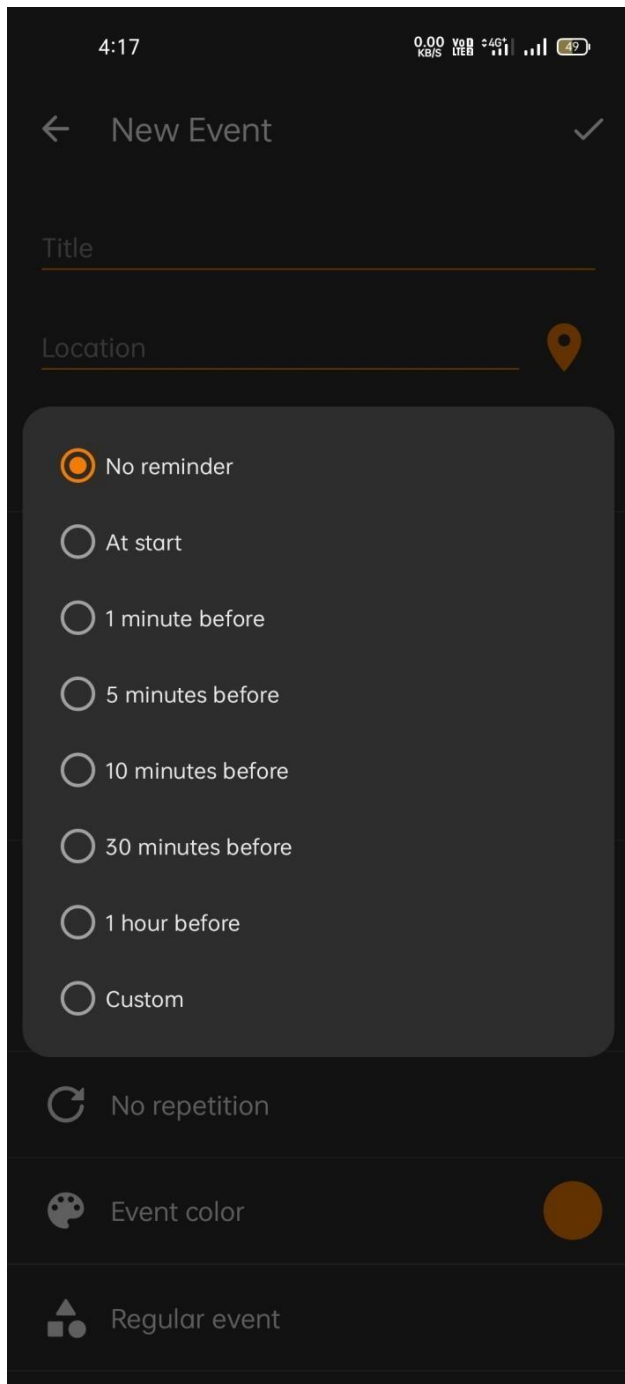 4:17
0.00 KB/S Vo LTE 4G+ 49
New Event
Title
Location
No reminder
At start
1 minute before
5 minutes before
10 minutes before
30 minutes before
1 hour before
Custom
No repetition
Event color
Regular event